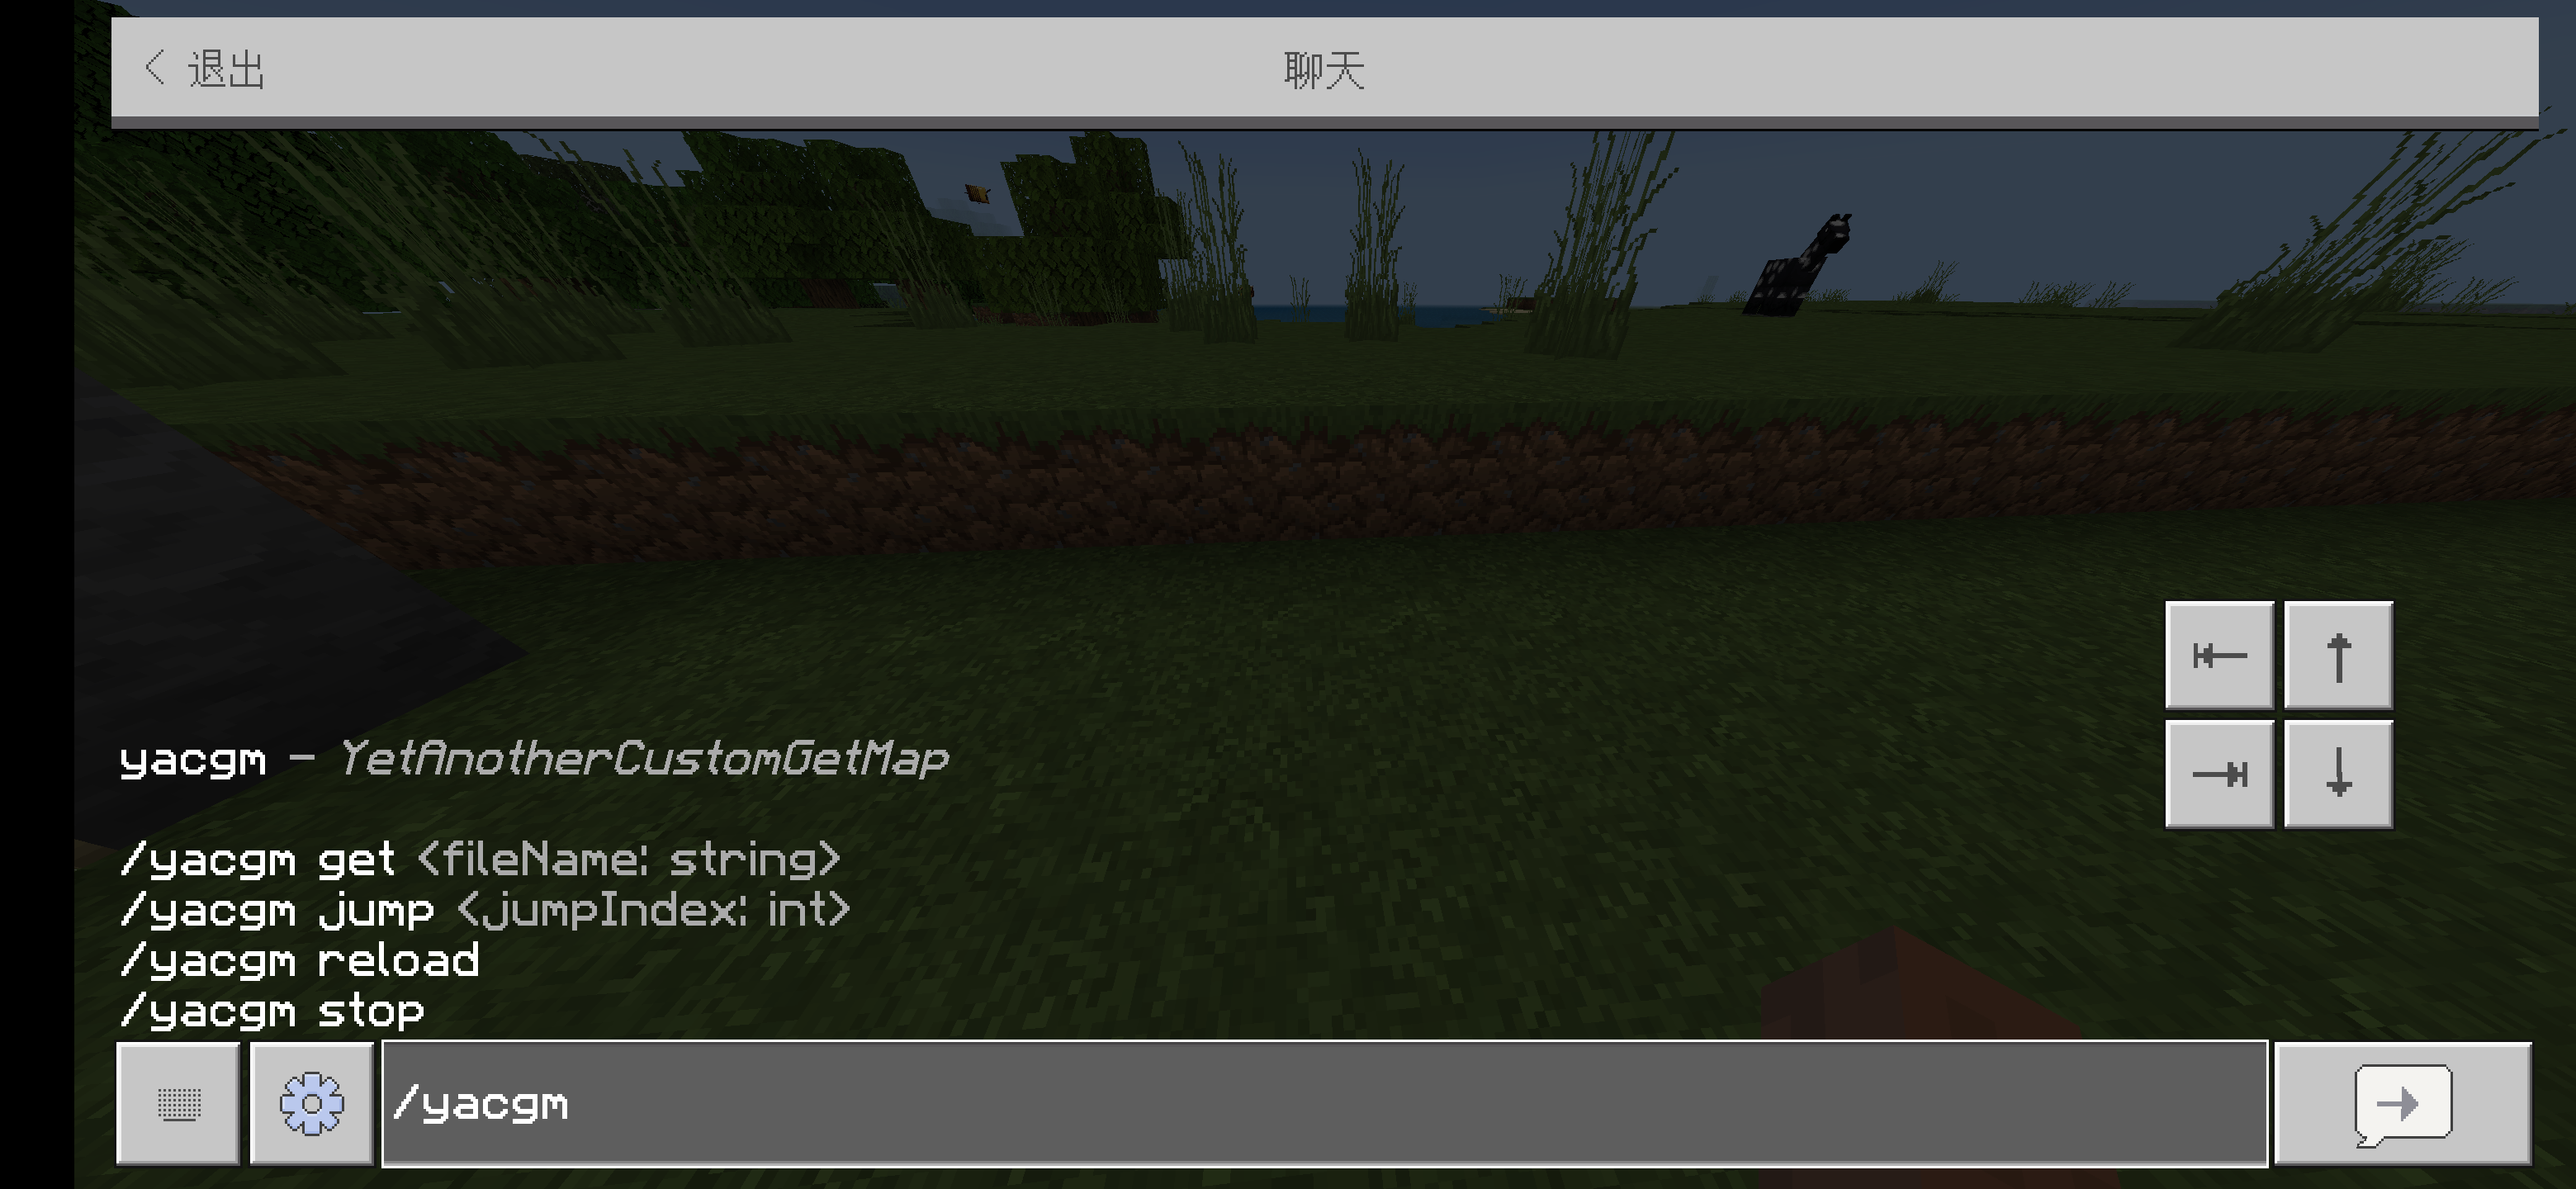 < 退出
聊天
yacgm - YetAnotherCustomGetMap
/yacgm get <fileName: string>
/yacgm jump <jumpIndex: int>
/yacgm reload
/yacgm stop
/yacgm